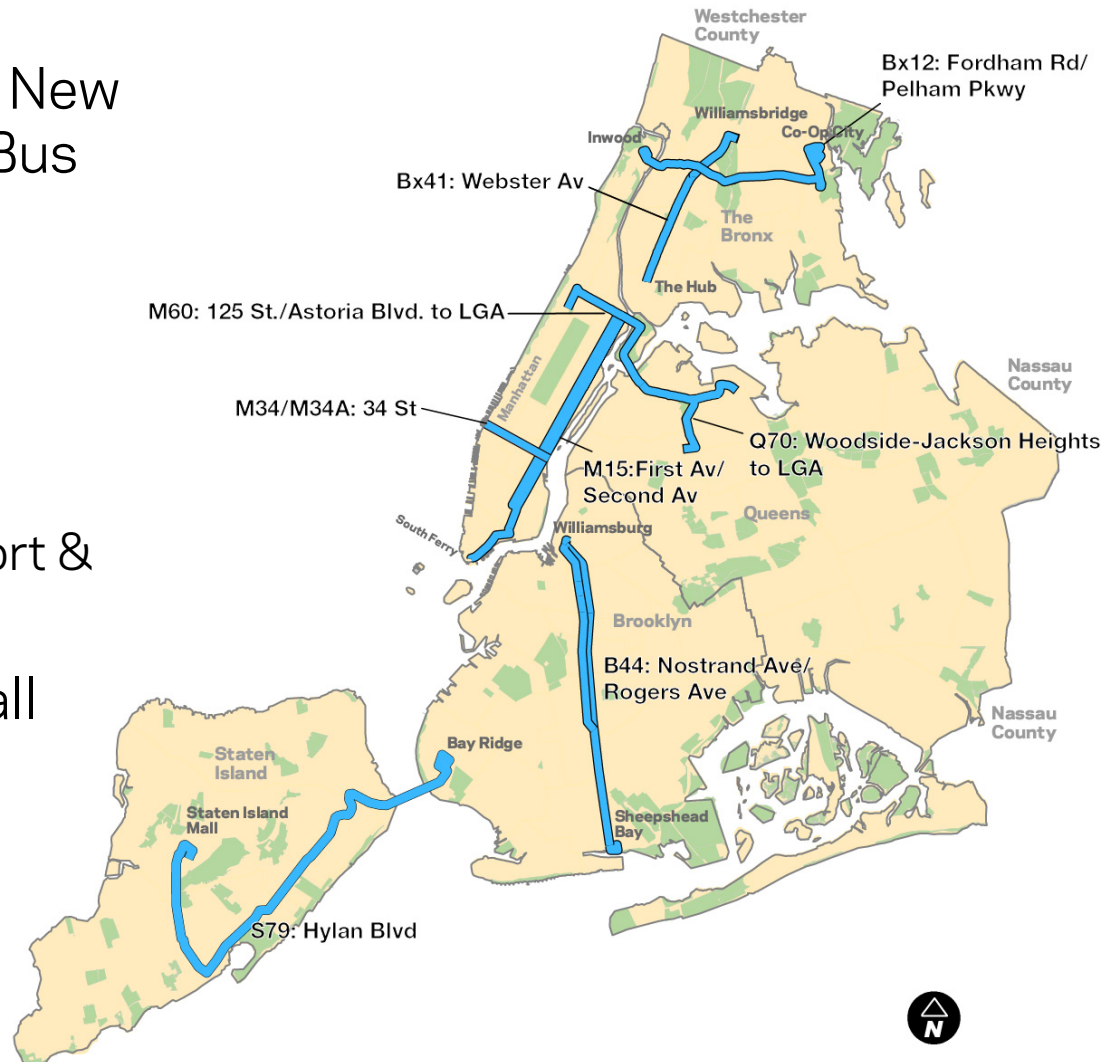 New
Bus
ort &
all
Westchester
County
Bx12: Fordham Rd/
Pelham Pkwy
Williamsbridge
Co-Op City
Inwood
Bx41: Webster Av
The
Bronx
The Hub
M60: 125 St./Astoria Blvd. to LGA
Manhattan
Nassau
County
M34/M34A: 34 St
Q70: Woodside-Jackson Heights
to LGA
M15:First Av/
Second Av
Queens
South Ferry
Williamsburg
Brooklyn
B44: Nostrand Ave/
Rogers Ave
Nassau
County
Bay Ridge
Staten
Island
Staten Island
Mall
Sheepshead
Bay
S79: Hylan Blvd
N